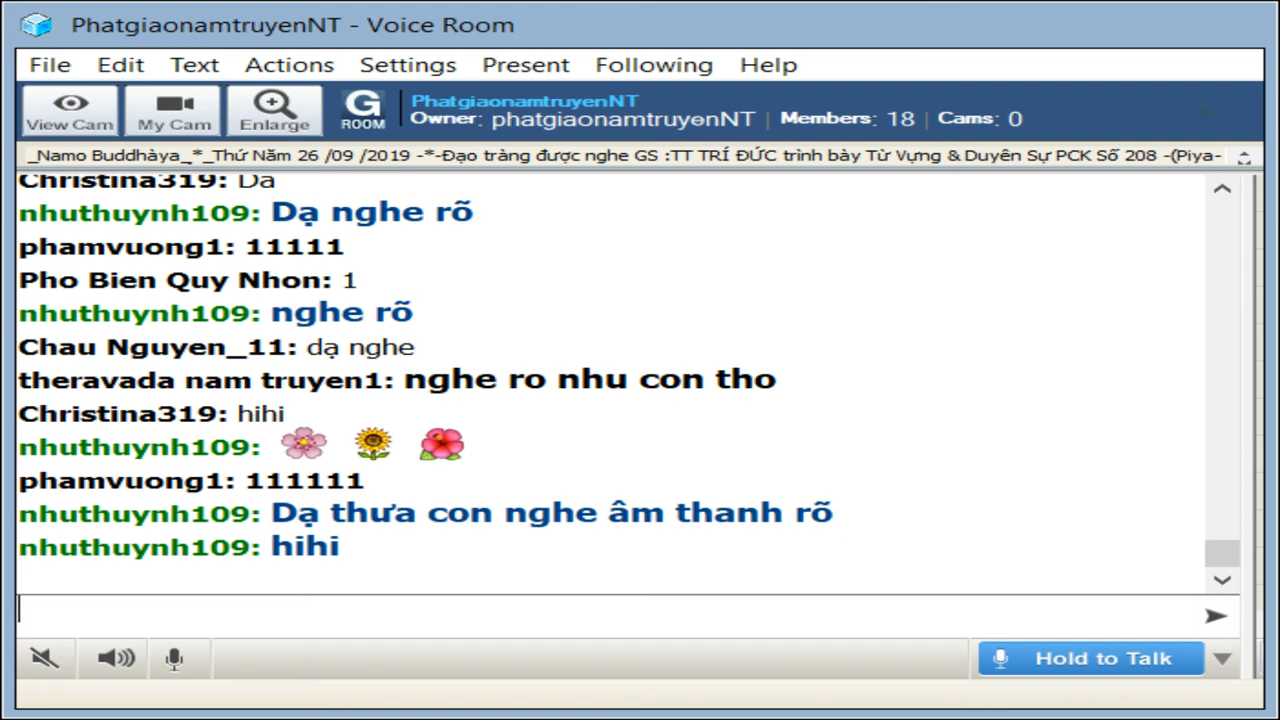 PhatgiaonamtruyenNT - Voice Room
File Edit Text Actions Settings Present Following Help
View Cam My Cam Enlarge G ROOM
PhatgiaonamtruyenNT
Owner: phatgiaonamtruyenNT | Members: 18 | Cams: 0
_Namo Buddhàya_*_Thứ Năm 26 /09 /2019 -*-Đạo tràng được nghe GS :TT TRÍ ĐỨC trình bày Từ Vựng & Duyên Sự PCK Số 208 -(Piya-
Christina319: Da
nhuthuynh109: Dạ nghe rõ
phamvuong1: 11111
Pho Bien Quy Nhon: 1
nhuthuynh109: nghe rõ
Chau Nguyen_11: dạ nghe
theravada nam truyen1: nghe ro nhu con tho
Christina319: hihi
nhuthuynh109:
phamvuong1: 111111
nhuthuynh109: Dạ thưa con nghe âm thanh rõ
nhuthuynh109: hihi
Hold to Talk